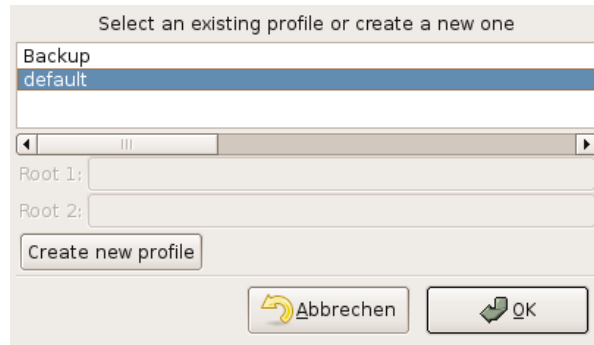 Select an existing profile or create a new one
Backup
default
Root 1:
Root 2:
Create new profile
Abbrechen
OK